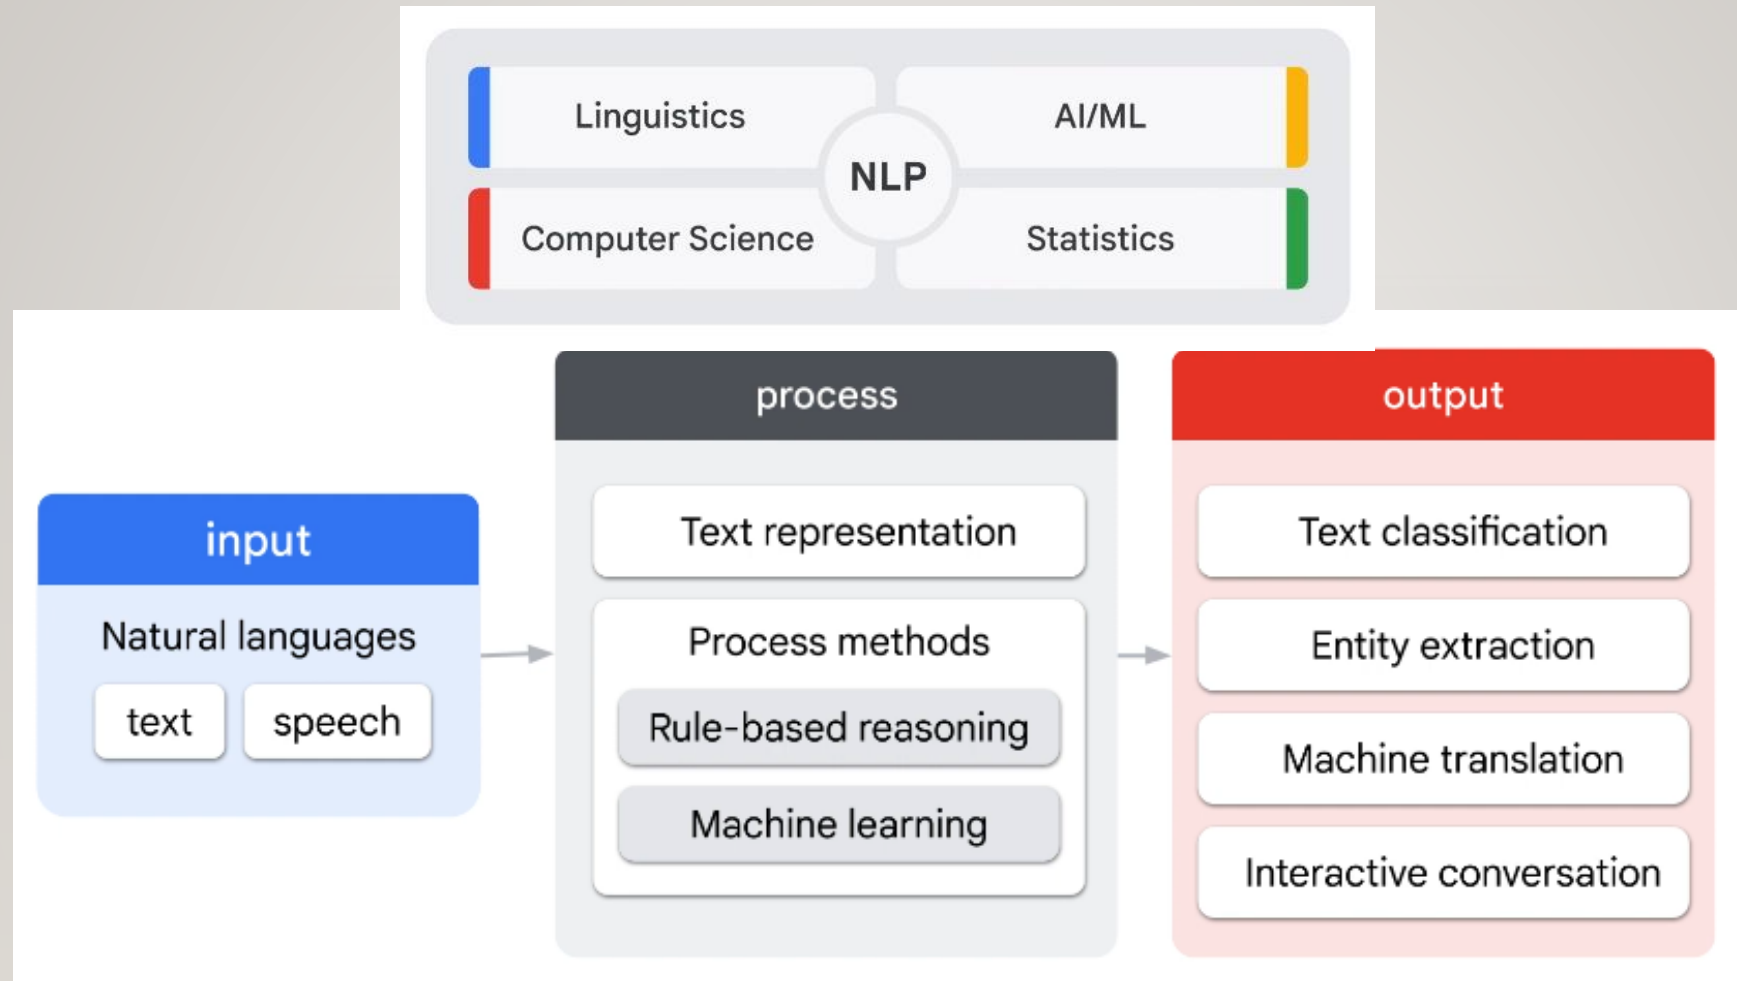 Linguistics
AI/ML
NLP
Computer Science
Statistics
input
Natural languages
text
speech
process
Text representation
Process methods
Rule-based reasoning
Machine learning
output
Text classification
Entity extraction
Machine translation
Interactive conversation